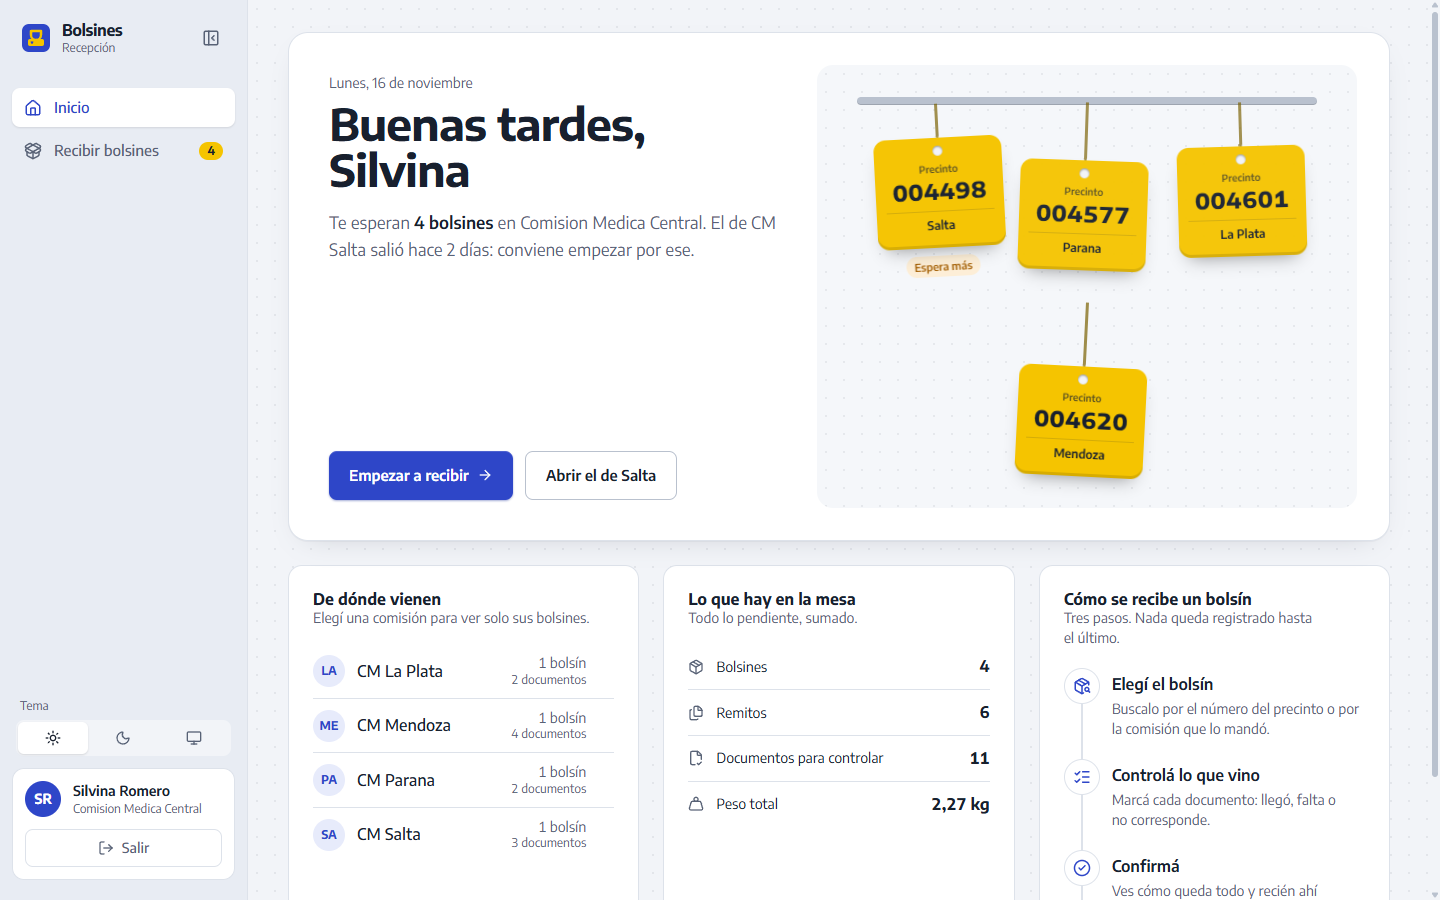 Bolsines
Recepción
Inicio
Recibir bolsines
4
Tema
SR
Silvina Romero
Comision Medica Central
Salir
Lunes, 16 de noviembre
Buenas tardes,
Silvina
Te esperan 4 bolsines en Comision Medica Central. El de CM
Salta salió hace 2 días: conviene empezar por ese.
Empezar a recibir
Abrir el de Salta
Precinto
004498
Salta
Espera más
Precinto
004577
Parana
Precinto
004601
La Plata
Precinto
004620
Mendoza
De dónde vienen
Elegí una comisión para ver solo sus bolsines.
LA
CM La Plata
1 bolsín
2 documentos
ME
CM Mendoza
1 bolsín
4 documentos
PA
CM Parana
1 bolsín
2 documentos
SA
CM Salta
1 bolsín
3 documentos
Lo que hay en la mesa
Todo lo pendiente, sumado.
Bolsines 4
Remitos 6
Documentos para controlar 11
Peso total 2,27 kg
Cómo se recibe un bolsín
Tres pasos. Nada queda registrado hasta
el último.
Elegí el bolsín
Buscalo por el número del precinto o por
la comisión que lo mandó.
Controlá lo que vino
Marcá cada documento: llegó, falta o
no corresponde.
Confirmá
Ves cómo queda todo y recién ahí